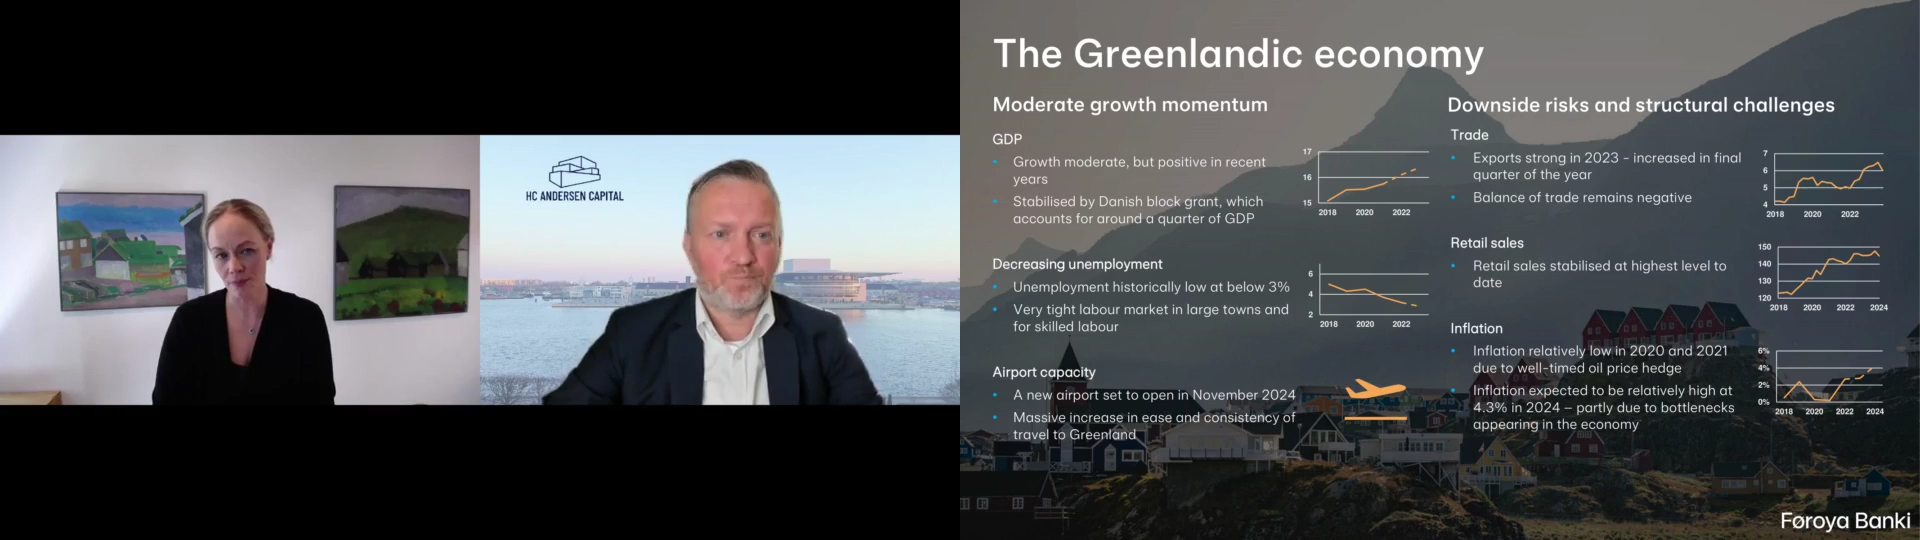 HC ANDERSEN CAPITAL
The Greenlandic economy
Moderate growth momentum
GDP
• Growth moderate, but positive in recent
years
• Stabilised by Danish block grant, which
accounts for around a quarter of GDP
17
16
15
2018 2020 2022
Decreasing unemployment
• Unemployment historically low at below 3%
• Very tight labour market in large towns and
for skilled labour
6
4
2
2018 2020 2022
Airport capacity
• A new airport set to open in November 2024
• Massive increase in ease and consistency of
travel to Greenland
Downside risks and structural challenges
Trade
• Exports strong in 2023 - increased in final
quarter of the year
• Balance of trade remains negative
7
6
5
4
2018 2020 2022
Retail sales
• Retail sales stabilised at highest level to
date
150
140
130
120
2018 2020 2022 2024
Inflation
• Inflation relatively low in 2020 and 2021
due to well-timed oil price hedge
• Inflation expected to be relatively high at
4.3% in 2024 – partly due to bottlenecks
appearing in the economy
6%
4%
2%
0%
2018 2020 2022 2024
Føroya Banki